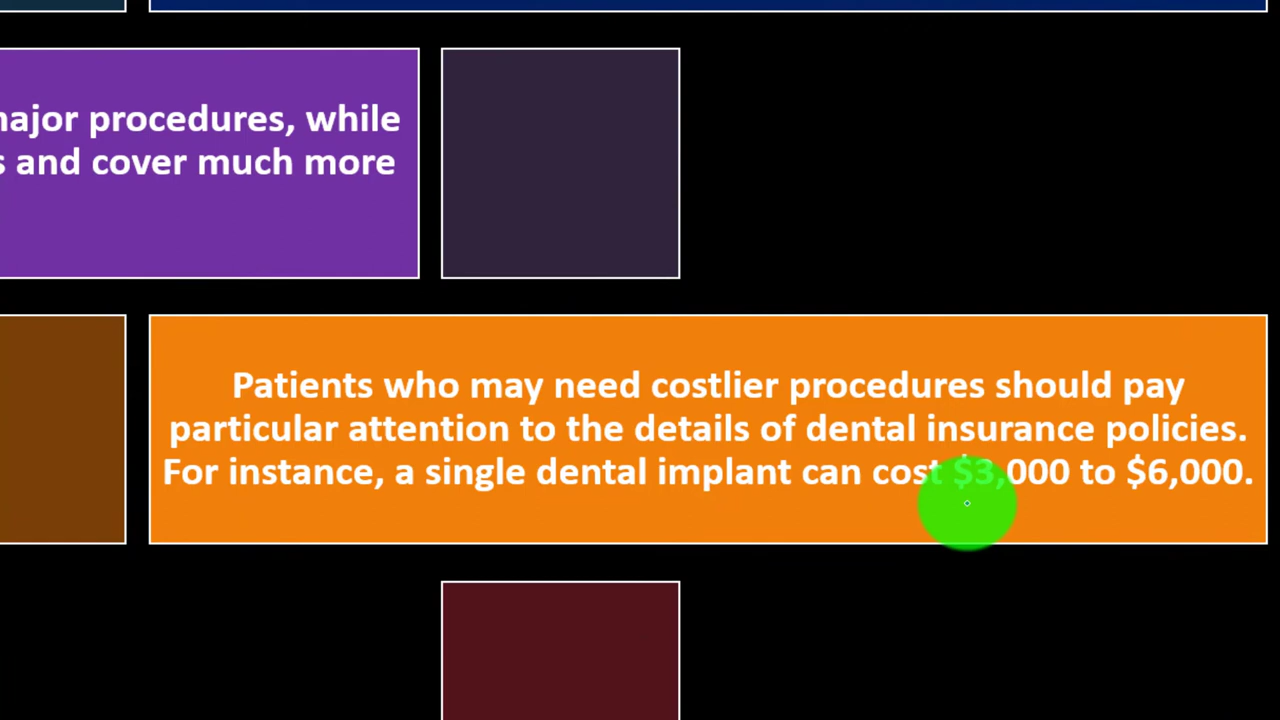 major procedures, while
and cover much more
Patients who may need costlier procedures should pay
particular attention to the details of dental insurance policies.
For instance, a single dental implant can cost $3,000 to $6,000.